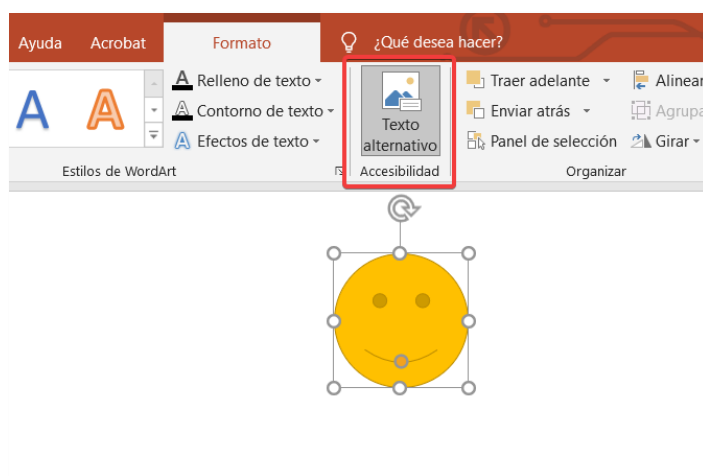 Ayuda Acrobat Formato ¿Qué desea hacer?
A Relleno de texto Traer adelante Alinear
A A Contorno de texto Texto Enviar atrás Agrupa
A Efectos de texto alternativo Panel de selección Girar
Estilos de WordArt Accesibilidad Organizar